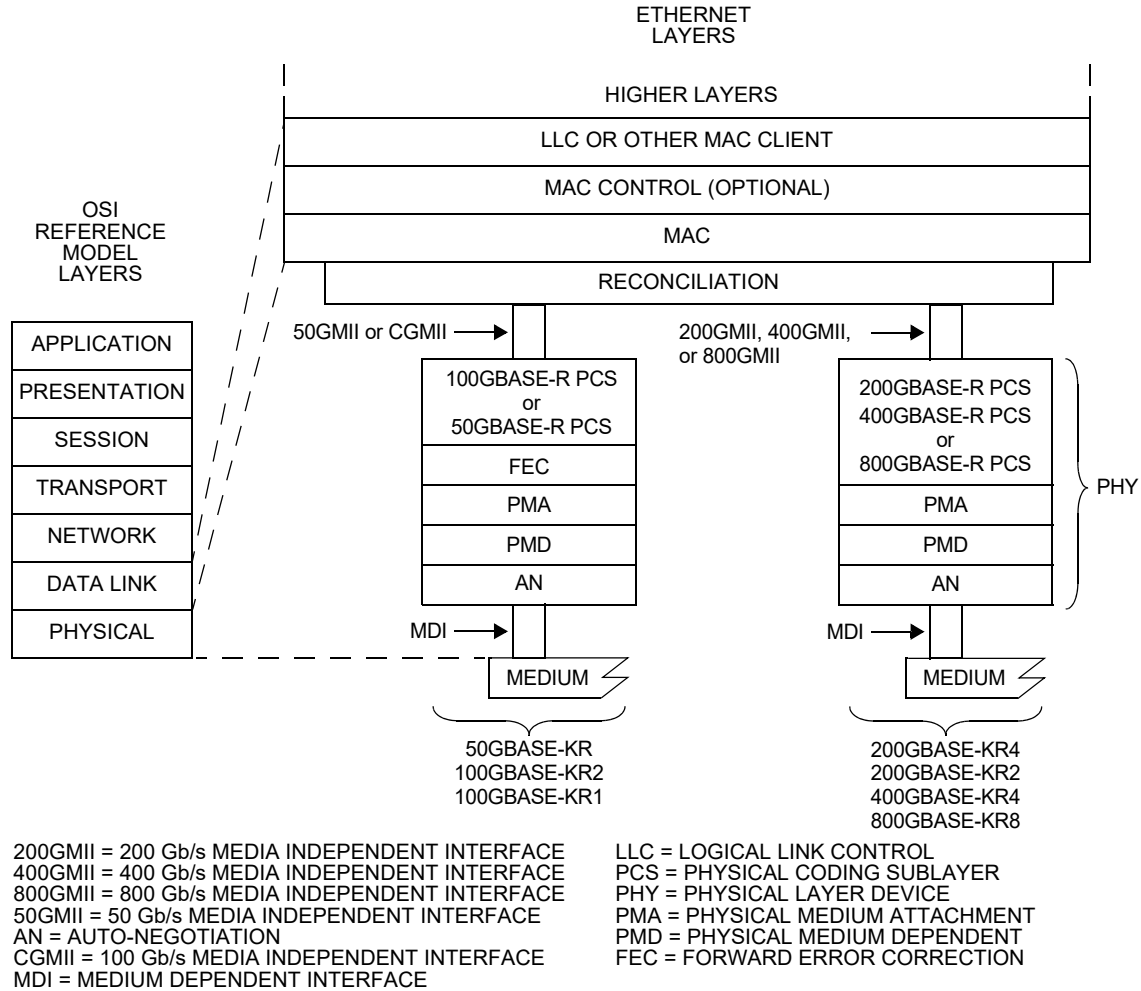 ETHERNET
LAYERS
HIGHER LAYERS
LLC OR OTHER MAC CLIENT
MAC CONTROL (OPTIONAL)
MAC
RECONCILIATION
OSI
REFERENCE
MODEL
LAYERS
APPLICATION
PRESENTATION
SESSION
TRANSPORT
NETWORK
DATA LINK
PHYSICAL
50GMII or CGMII
100GBASE-R PCS
or
50GBASE-R PCS
FEC
PMA
PMD
AN
MDI
MEDIUM
50GBASE-KR
100GBASE-KR2
100GBASE-KR1
200GMII, 400GMII,
or 800GMII
200GBASE-R PCS
400GBASE-R PCS
or
800GBASE-R PCS
PMA
PMD
AN
PHY
MDI
MEDIUM
200GBASE-KR4
200GBASE-KR2
400GBASE-KR4
800GBASE-KR8
200GMII = 200 Gb/s MEDIA INDEPENDENT INTERFACE
400GMII = 400 Gb/s MEDIA INDEPENDENT INTERFACE
800GMII = 800 Gb/s MEDIA INDEPENDENT INTERFACE
50GMII = 50 Gb/s MEDIA INDEPENDENT INTERFACE
AN = AUTO-NEGOTIATION
CGMII = 100 Gb/s MEDIA INDEPENDENT INTERFACE
MDI = MEDIUM DEPENDENT INTERFACE
LLC = LOGICAL LINK CONTROL
PCS = PHYSICAL CODING SUBLAYER
PHY = PHYSICAL LAYER DEVICE
PMA = PHYSICAL MEDIUM ATTACHMENT
PMD = PHYSICAL MEDIUM DEPENDENT
FEC = FORWARD ERROR CORRECTION